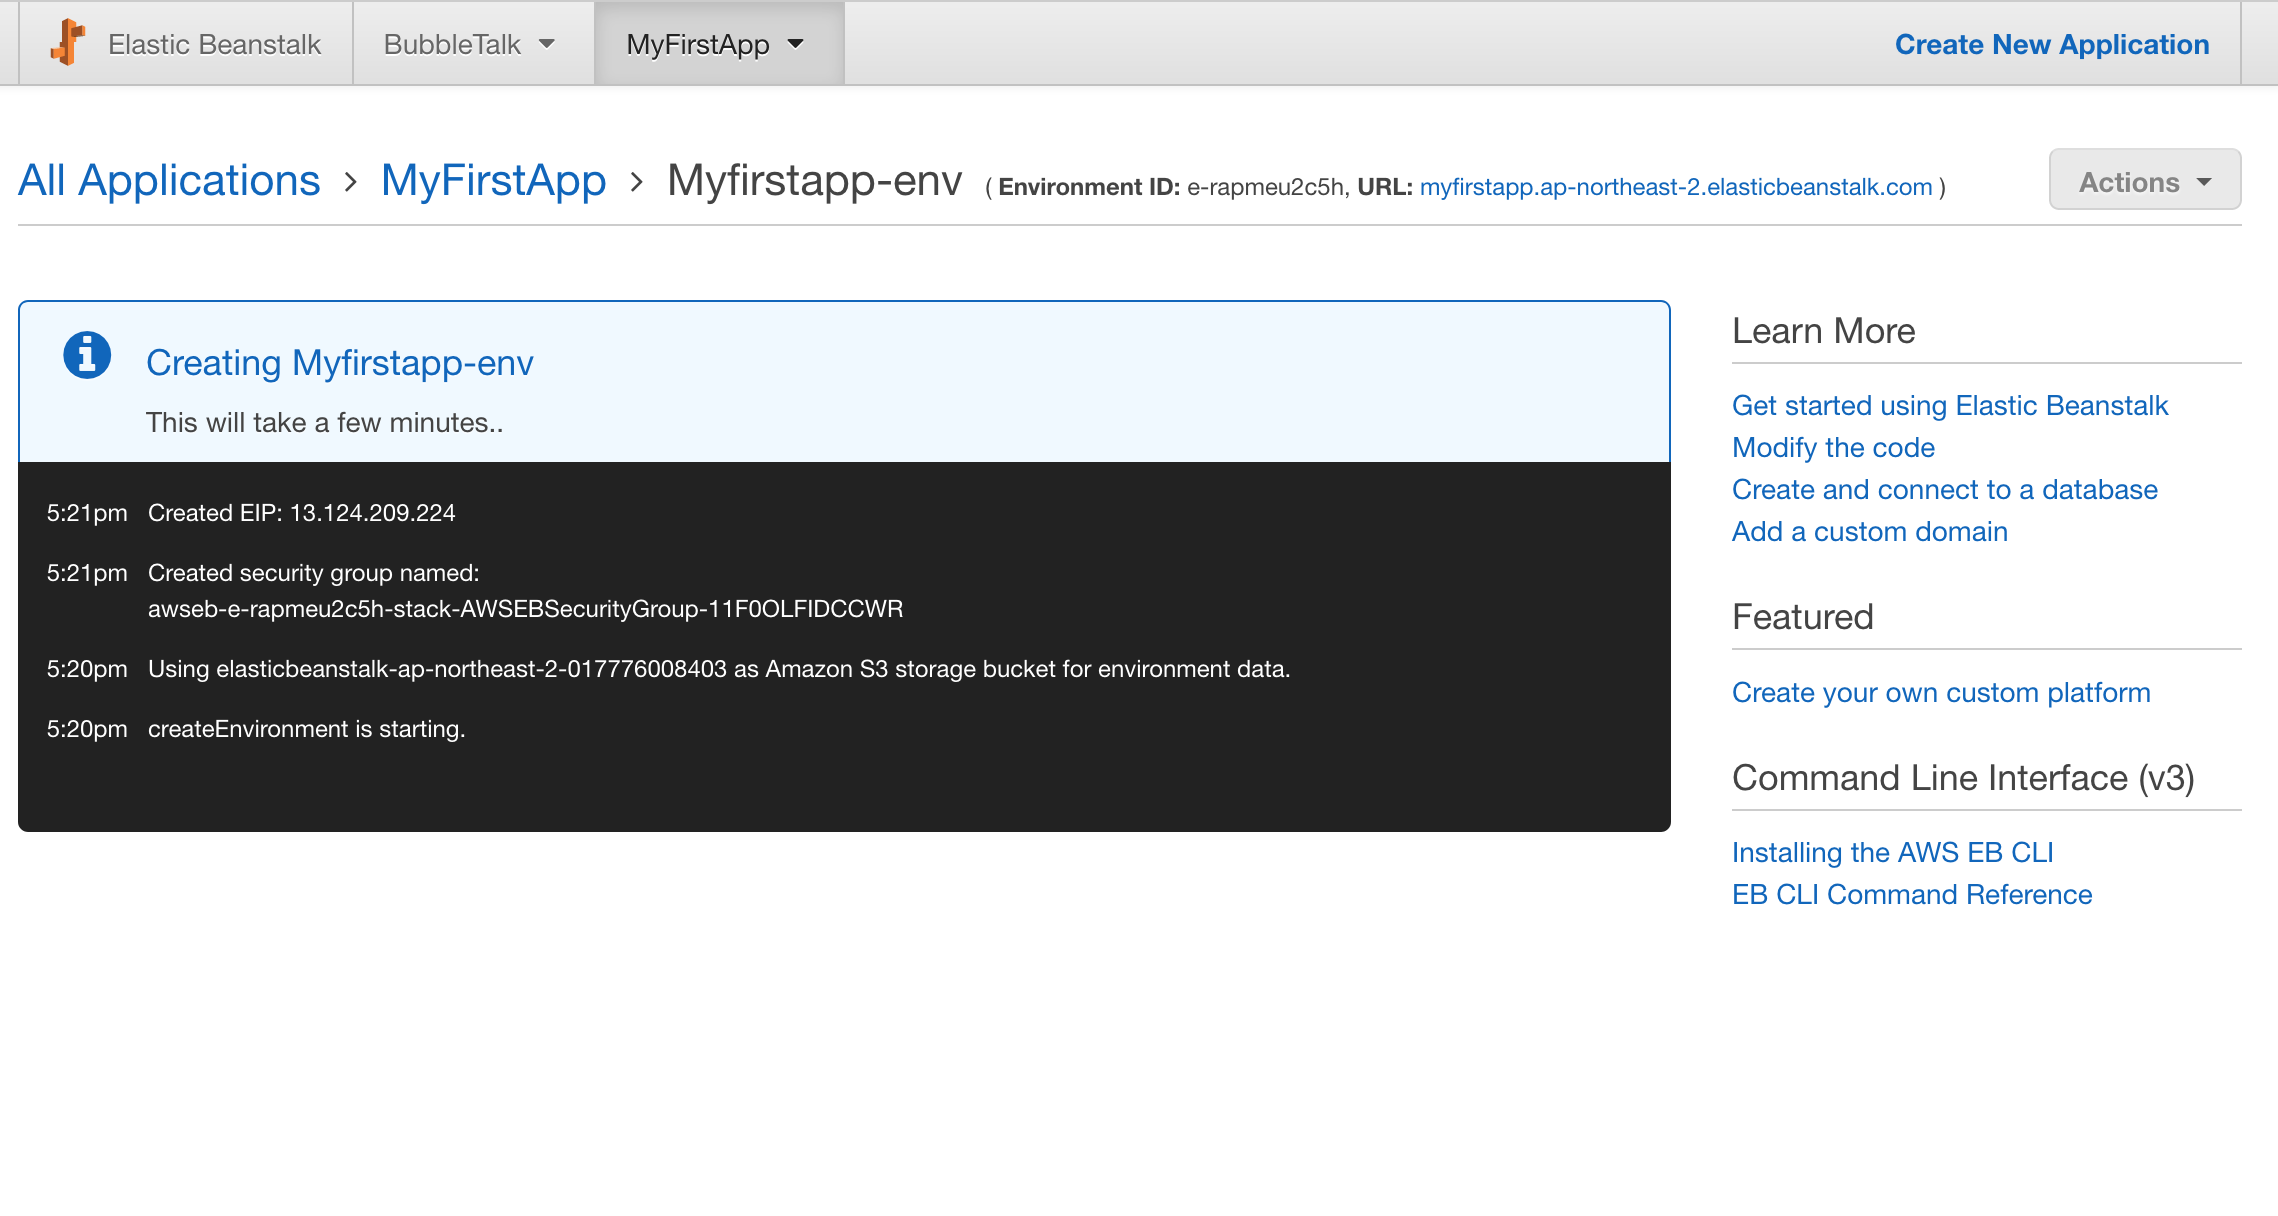 Elastic Beanstalk BubbleTalk MyFirstApp Create New Application
All Applications > MyFirstApp > Myfirstapp-env ( Environment ID: e-rapmeu2c5h, URL: myfirstapp.ap-northeast-2.elasticbeanstalk.com ) Actions
Creating Myfirstapp-env
This will take a few minutes..
5:21pm Created EIP: 13.124.209.224
5:21pm Created security group named:
awseb-e-rapmeu2c5h-stack-AWSEBSecurityGroup-11F0OLFIDCCWR
5:20pm Using elasticbeanstalk-ap-northeast-2-017776008403 as Amazon S3 storage bucket for environment data.
5:20pm createEnvironment is starting.
Learn More
Get started using Elastic Beanstalk
Modify the code
Create and connect to a database
Add a custom domain
Featured
Create your own custom platform
Command Line Interface (v3)
Installing the AWS EB CLI
EB CLI Command Reference